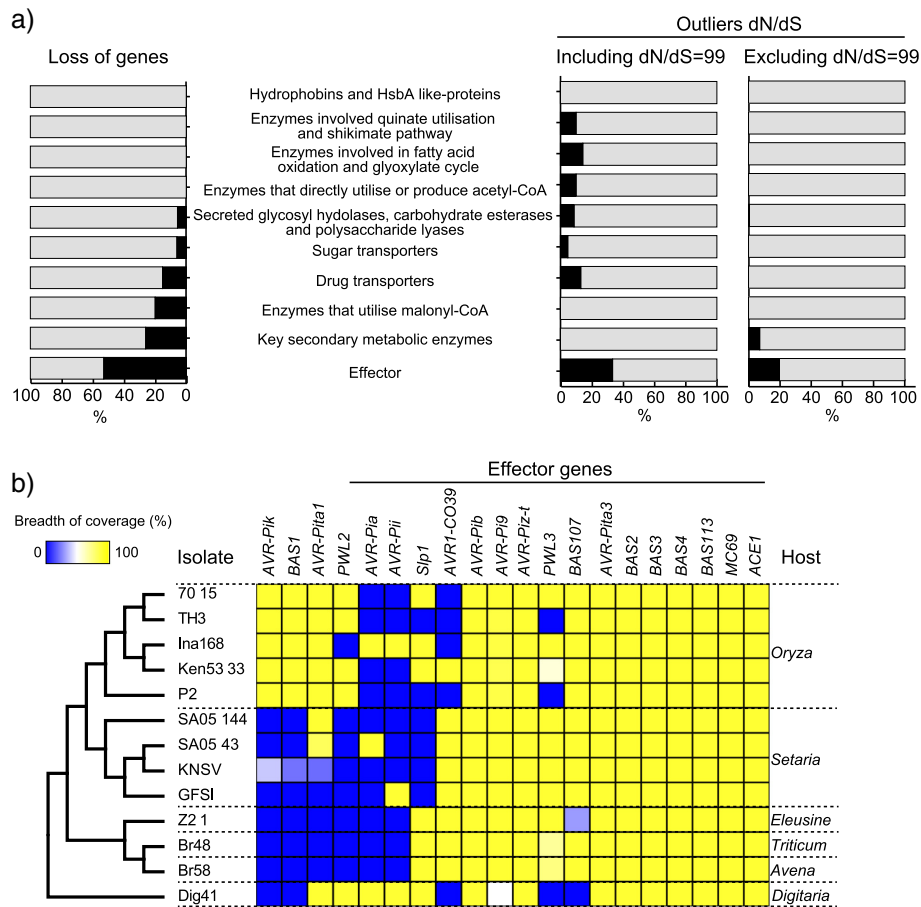 a)
Outliers dN/dS
Loss of genes
Including dN/dS=99
Excluding dN/dS=99
Hydrophobins and HsbA like-proteins
Enzymes involved quinate utilisation
and shikimate pathway
Enzymes involved in fatty acid
oxidation and glyoxylate cycle
Enzymes that directly utilise or produce acetyl-CoA
Secreted glycosyl hydolases, carbohydrate esterases
and polysaccharide lyases
Sugar transporters
Drug transporters
Enzymes that utilise malonyl-CoA
Key secondary metabolic enzymes
Effector
100 80 60 40 20 0
%
0 20 40 60 80 100
%
0 20 40 60 80 100
%
b)
Effector genes
Breadth of coverage (%)
0 100
Isolate
AVR-Pik
BAS1
AVR-Pita1
PWL2
AVR-Pia
AVR-Pii
Slp1
AVR1-CO39
AVR-Pib
AVR-Pi9
AVR-Piz-t
PWL3
BAS107
AVR-Pita3
BAS2
BAS3
BAS4
BAS113
MC69
ACE1
Host
70 15
TH3
Ina168
Ken53 33
P2
Oryza
SA05 144
SA05 43
KNSV
GFSI
Setaria
Z2 1
Eleusine
Br48
Triticum
Br58
Avena
Dig41
Digitaria